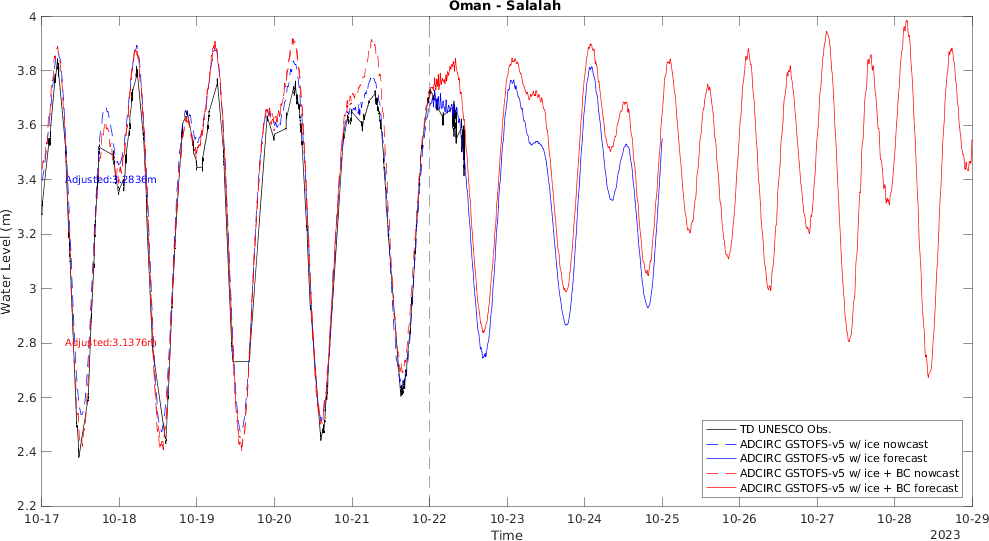 Oman - Salalah
4
3.8
3.6
3.4
3.2
3
2.8
2.6
2.4
2.2
Water Level (m)
Adjusted:3.2836m
Adjusted:3.1376m
TD UNESCO Obs.
ADCIRC GSTOFS-v5 w/ ice nowcast
ADCIRC GSTOFS-v5 w/ ice forecast
ADCIRC GSTOFS-v5 w/ ice + BC nowcast
ADCIRC GSTOFS-v5 w/ ice + BC forecast
10-17 10-18 10-19 10-20 10-21 10-22 10-23 10-24 10-25 10-26 10-27 10-28 10-29
Time
2023